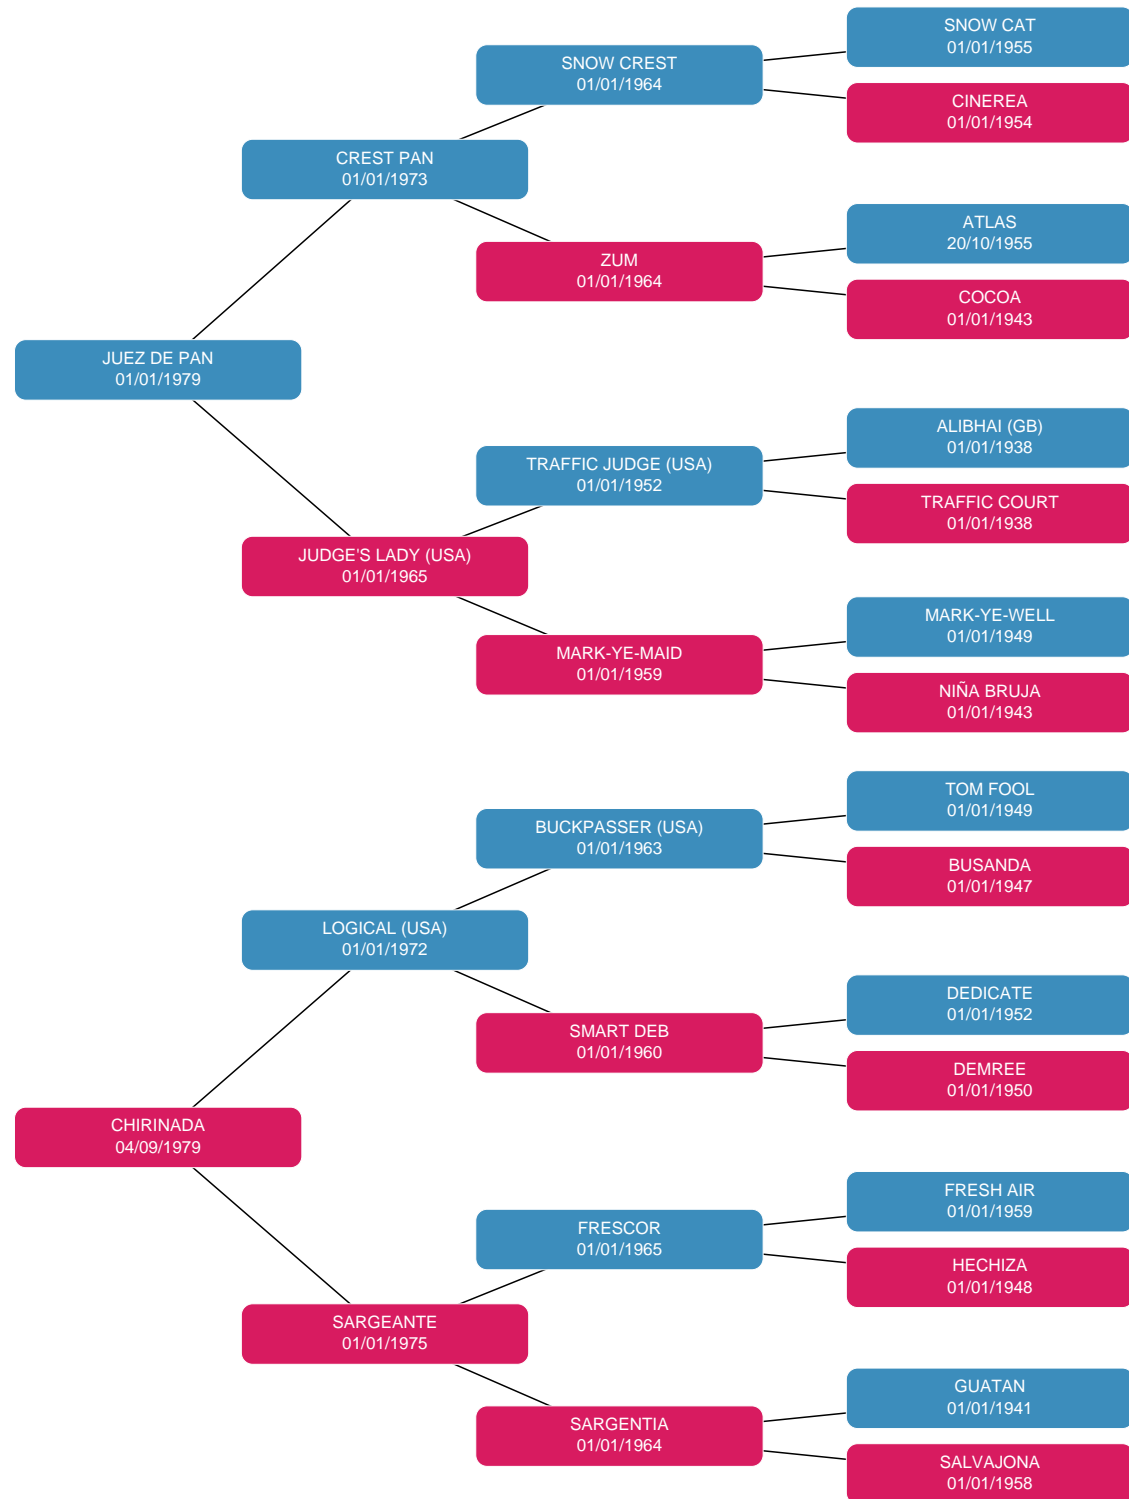 SNOW CAT
01/01/1955
SNOW CREST
01/01/1964
CINEREA
01/01/1954
CREST PAN
01/01/1973
ATLAS
20/10/1955
ZUM
01/01/1964
COCOA
01/01/1943
JUEZ DE PAN
01/01/1979
ALIBHAI (GB)
01/01/1938
TRAFFIC JUDGE (USA)
01/01/1952
TRAFFIC COURT
01/01/1938
JUDGE'S LADY (USA)
01/01/1965
MARK-YE-WELL
01/01/1949
MARK-YE-MAID
01/01/1959
NIÑA BRUJA
01/01/1943
TOM FOOL
01/01/1949
BUCKPASSER (USA)
01/01/1963
BUSANDA
01/01/1947
LOGICAL (USA)
01/01/1972
DEDICATE
01/01/1952
SMART DEB
01/01/1960
DEMREE
01/01/1950
CHIRINADA
04/09/1979
FRESH AIR
01/01/1959
FRESCOR
01/01/1965
HECHIZA
01/01/1948
SARGEANTE
01/01/1975
GUATAN
01/01/1941
SARGENTIA
01/01/1964
SALVAJONA
01/01/1958